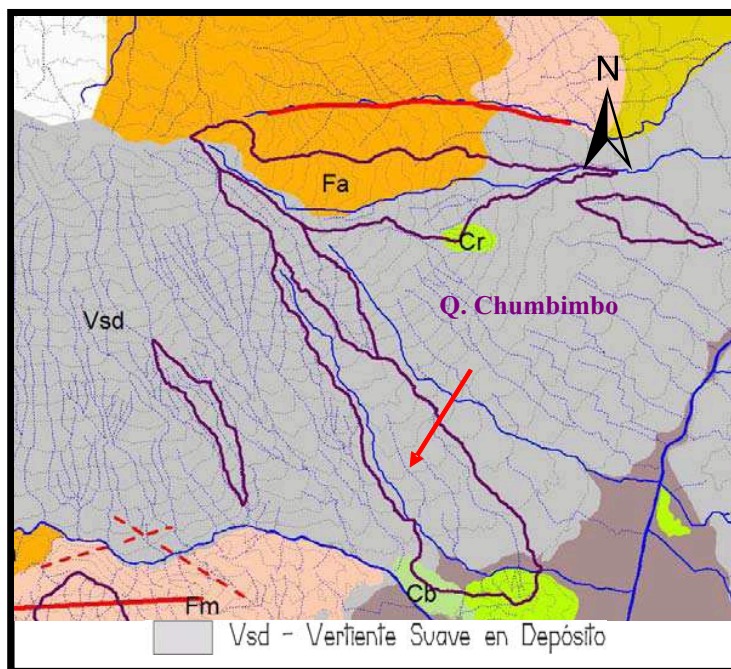 N
Fa
Cr
Q. Chumbimbo
Vsd
Cb
Fm
Vsd - Vertiente Suave en Depósito